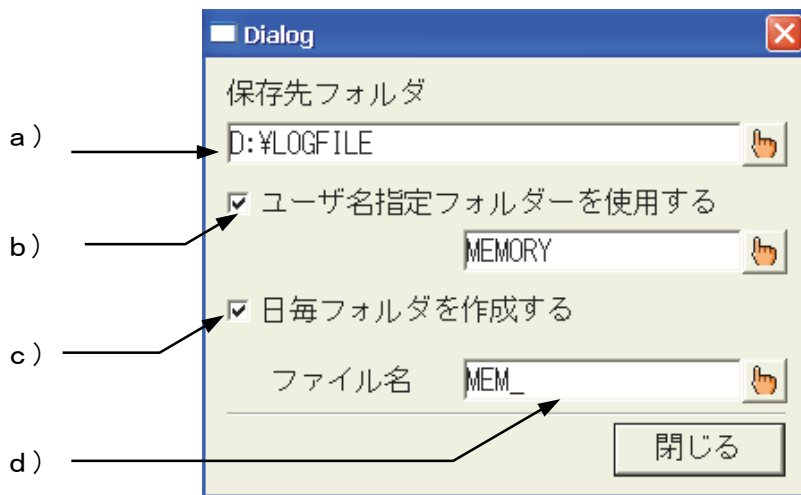 Dialog
保存先フォルダ
a)
D:¥LOGFILE
ユーザ名指定フォルダーを使用する
b)
MEMORY
日毎フォルダを作成する
c)
ファイル名 MEM_
閉じる
d)